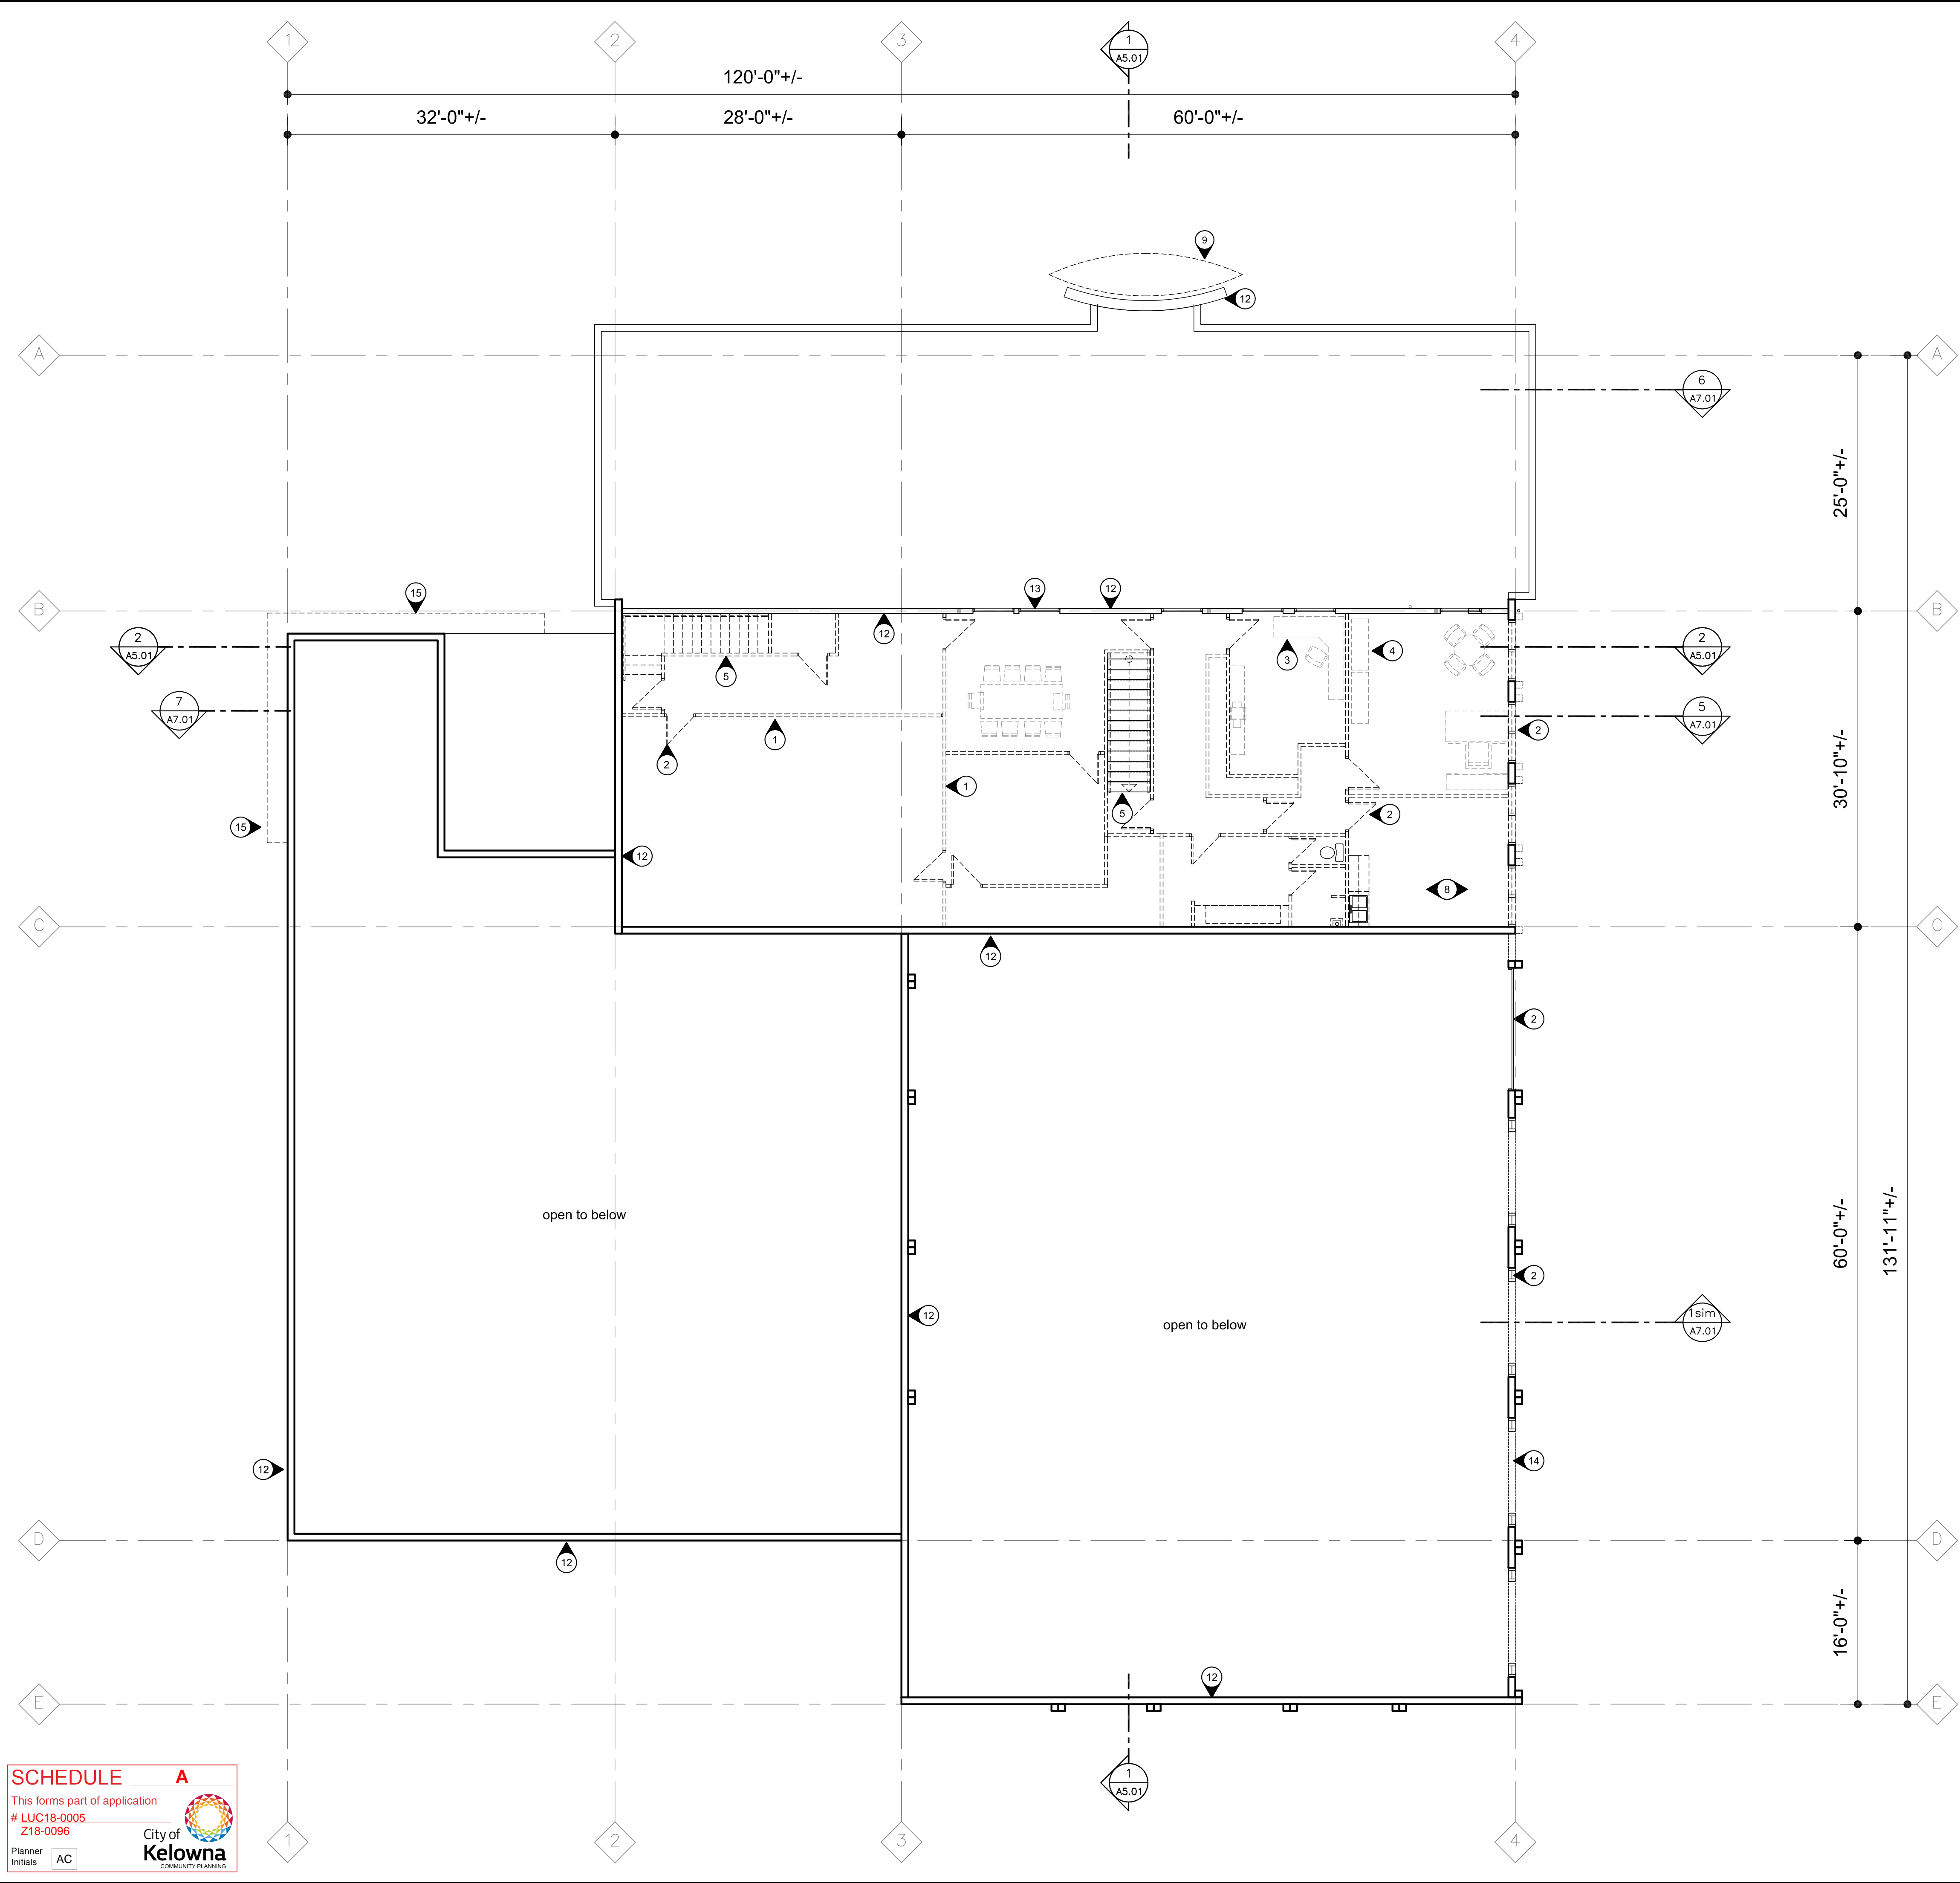 1
2
3
1
A5.01
4
120'-0"+/-
32'-0"+/-
28'-0"+/-
60'-0"+/-
9
12
A
A
6
A7.01
25'-0"+/-
15
13
12
B
B
12
2
A5.01
2
A5.01
3
4
5
7
A7.01
5
A7.01
2
1
2
30'-10"+/-
1
5
2
15
12
8
C
C
12
2
open to below
60'-0"+/-
131'-11"+/-
2
12
open to below
1sim
A7.01
14
12
D
D
12
16'-0"+/-
12
E
E
1
A5.01
SCHEDULE A
This forms part of application
# LUC18-0005
Z18-0096
City of
Kelowna
COMMUNITY PLANNING
Planner
Initials
AC
1
2
3
4